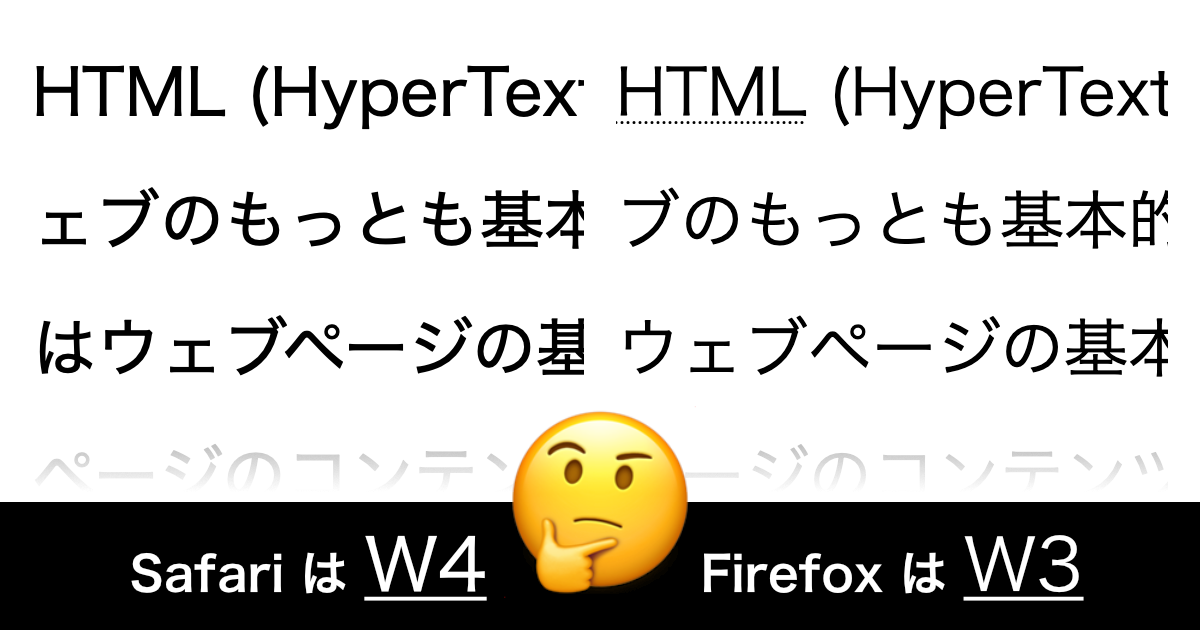 HTML (HyperText
ェブのもっとも基本
はウェブページの基
ページのコンテン
HTML (HyperText
ブのもっとも基本的
ウェブページの基本
ージのコンテンツ
Safari は W4
Firefox は W3